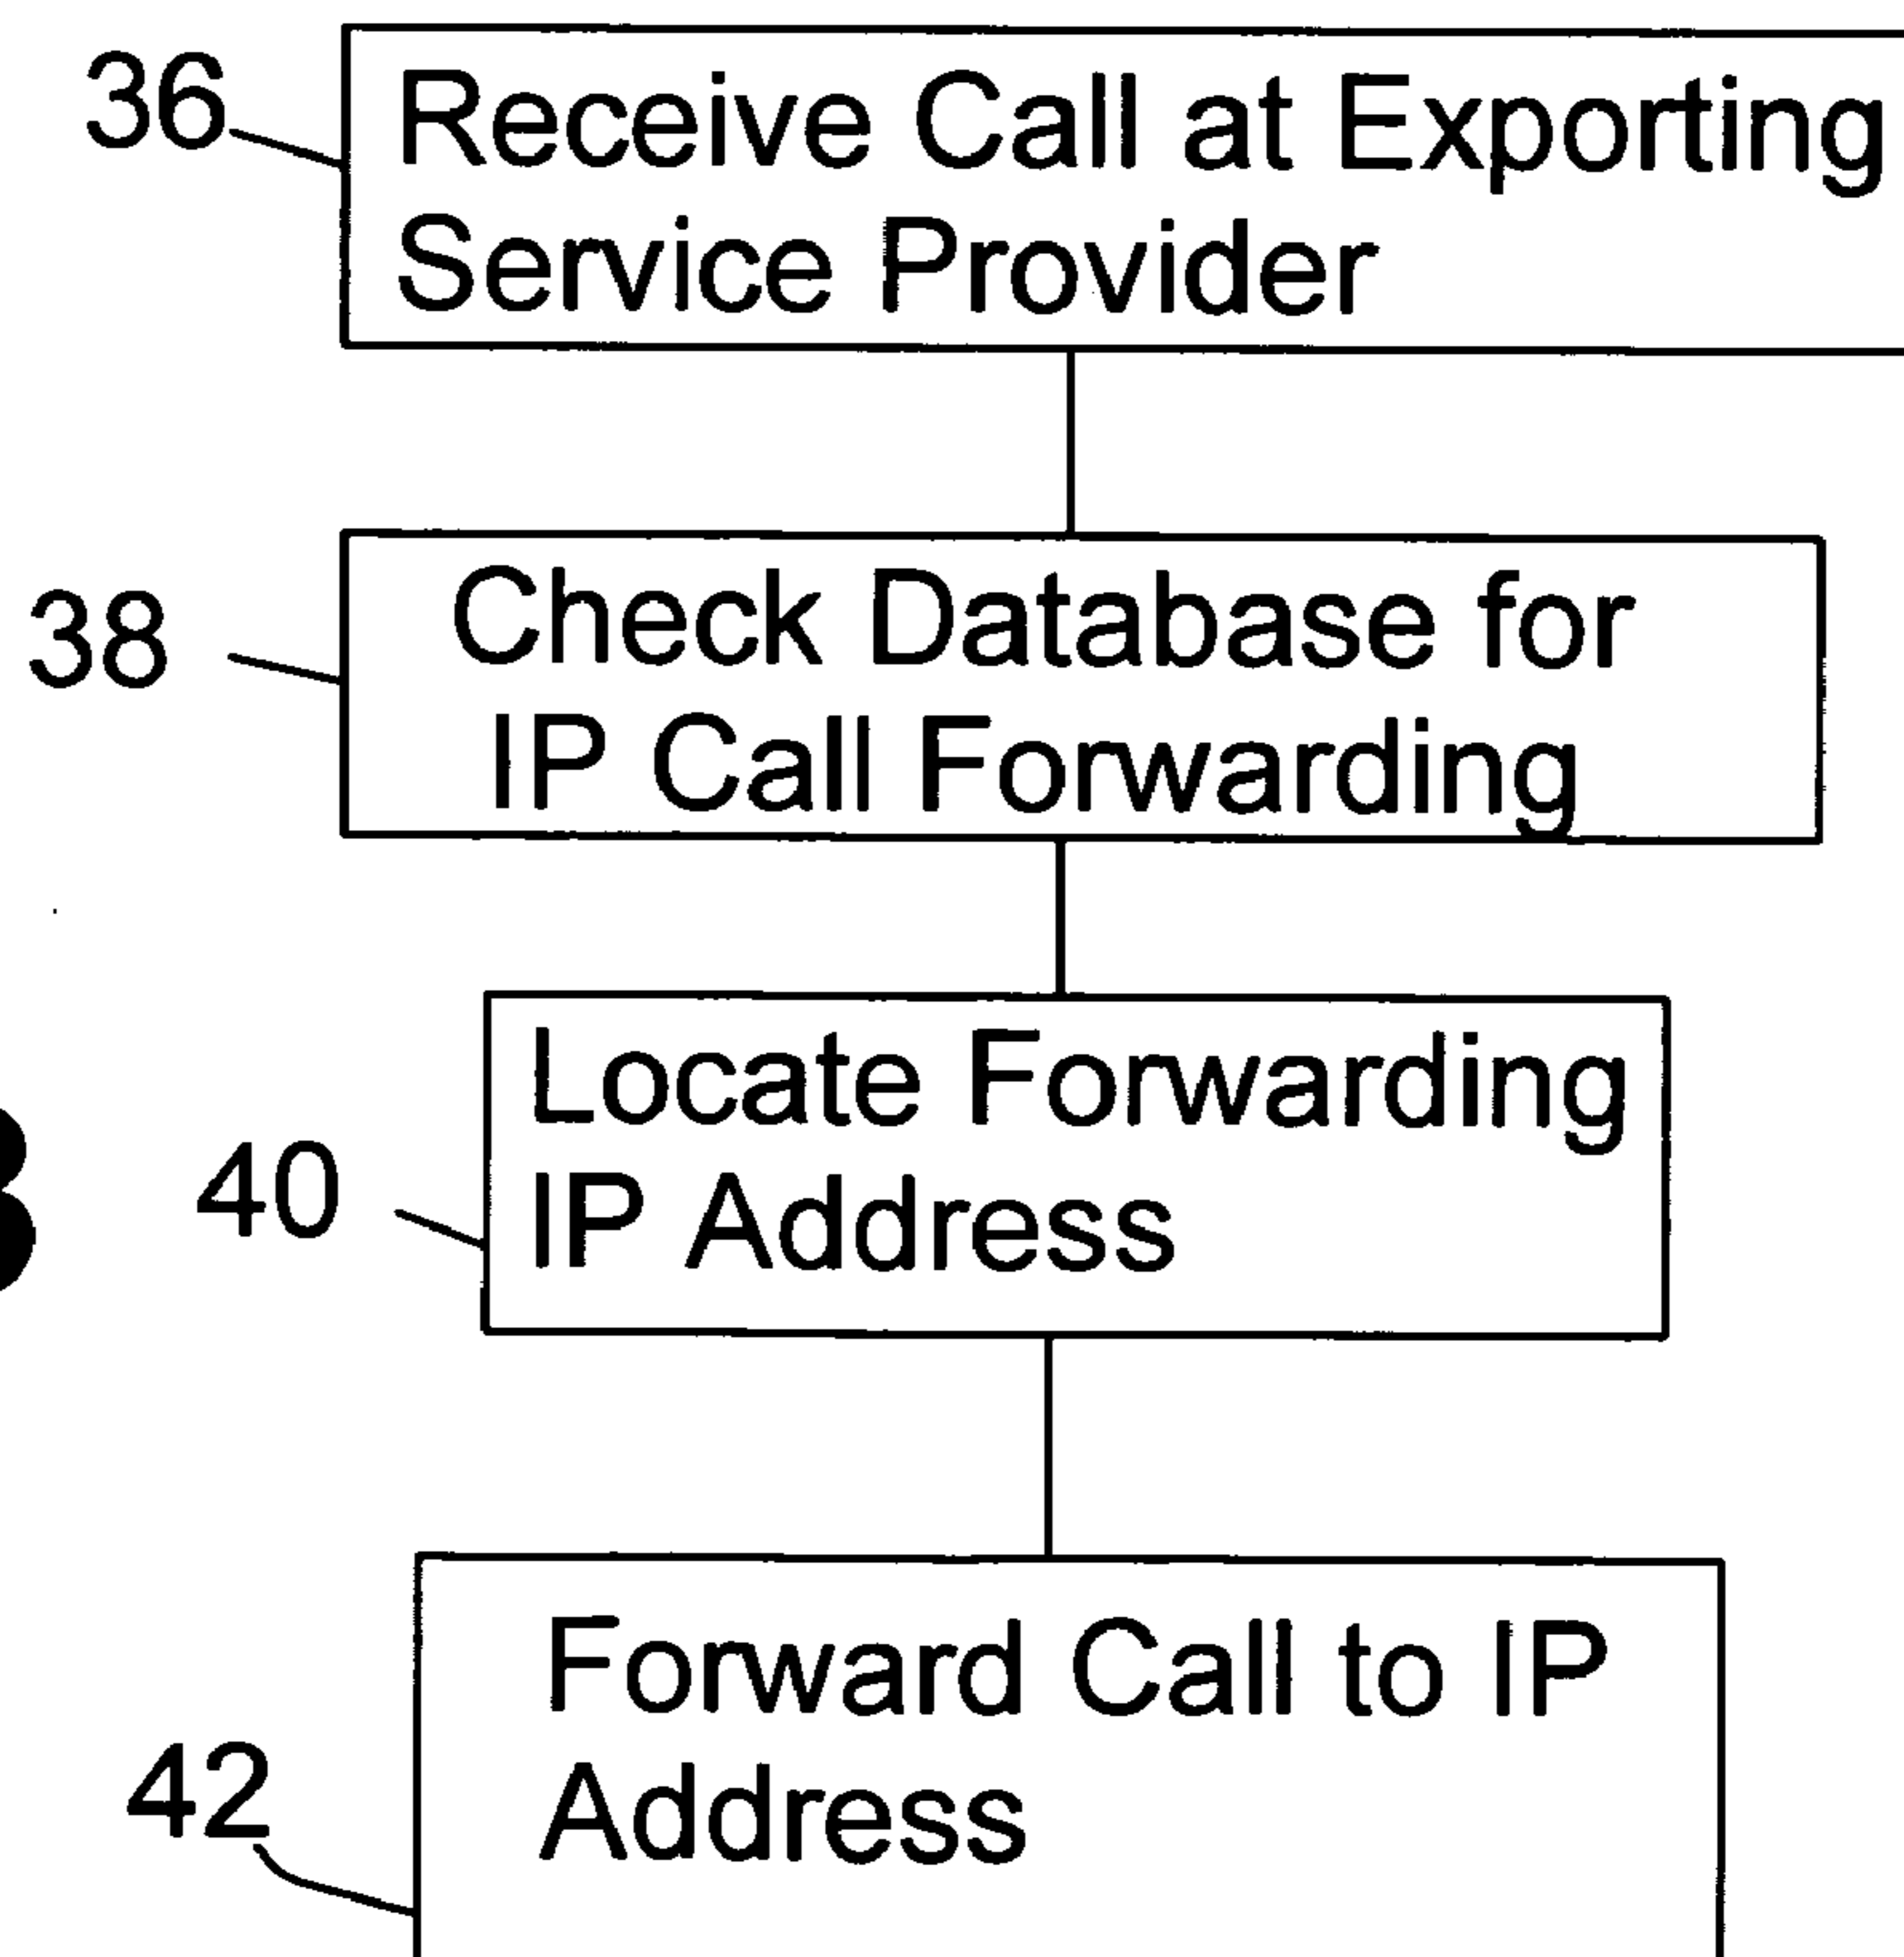 36
Receive Call at Exporting
Service Provider
38
Check Database for
IP Call Forwarding
40
Locate Forwarding
IP Address
42
Forward Call to IP
Address